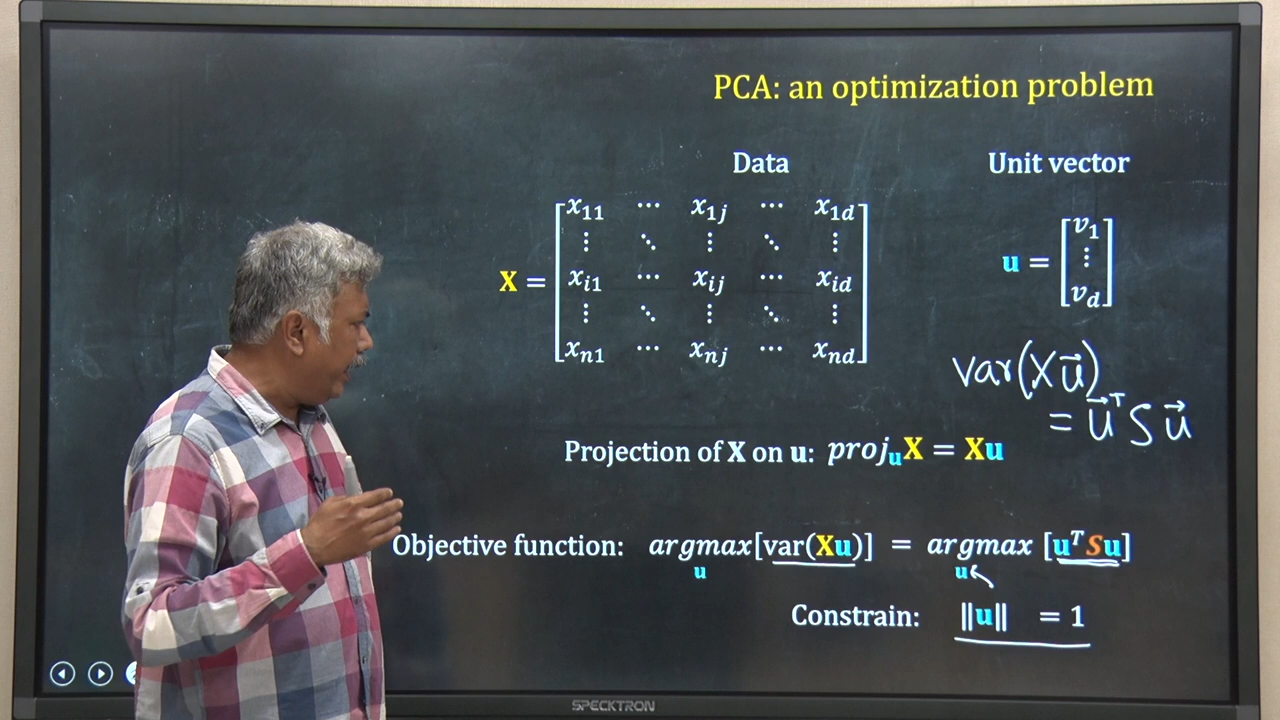 PCA: an optimization problem
Data
Unit vector
X = [x₁₁ ⋯ x₁ⱼ ⋯ x₁d
⋮ ⋱ ⋮ ⋱ ⋮
xᵢ₁ ⋯ xᵢⱼ ⋯ xᵢd
⋮ ⋱ ⋮ ⋱ ⋮
xₙ₁ ⋯ xₙⱼ ⋯ xₙd]
u = [v₁
⋮
v_d]
var(X u⃗)
= u⃗ᵀ S u⃗
Projection of X on u: projᵤX = Xu
Objective function: argmax[var(Xu)] = argmax [uᵀSu]
u u
Constrain: ‖u‖ = 1
SPECKTRON